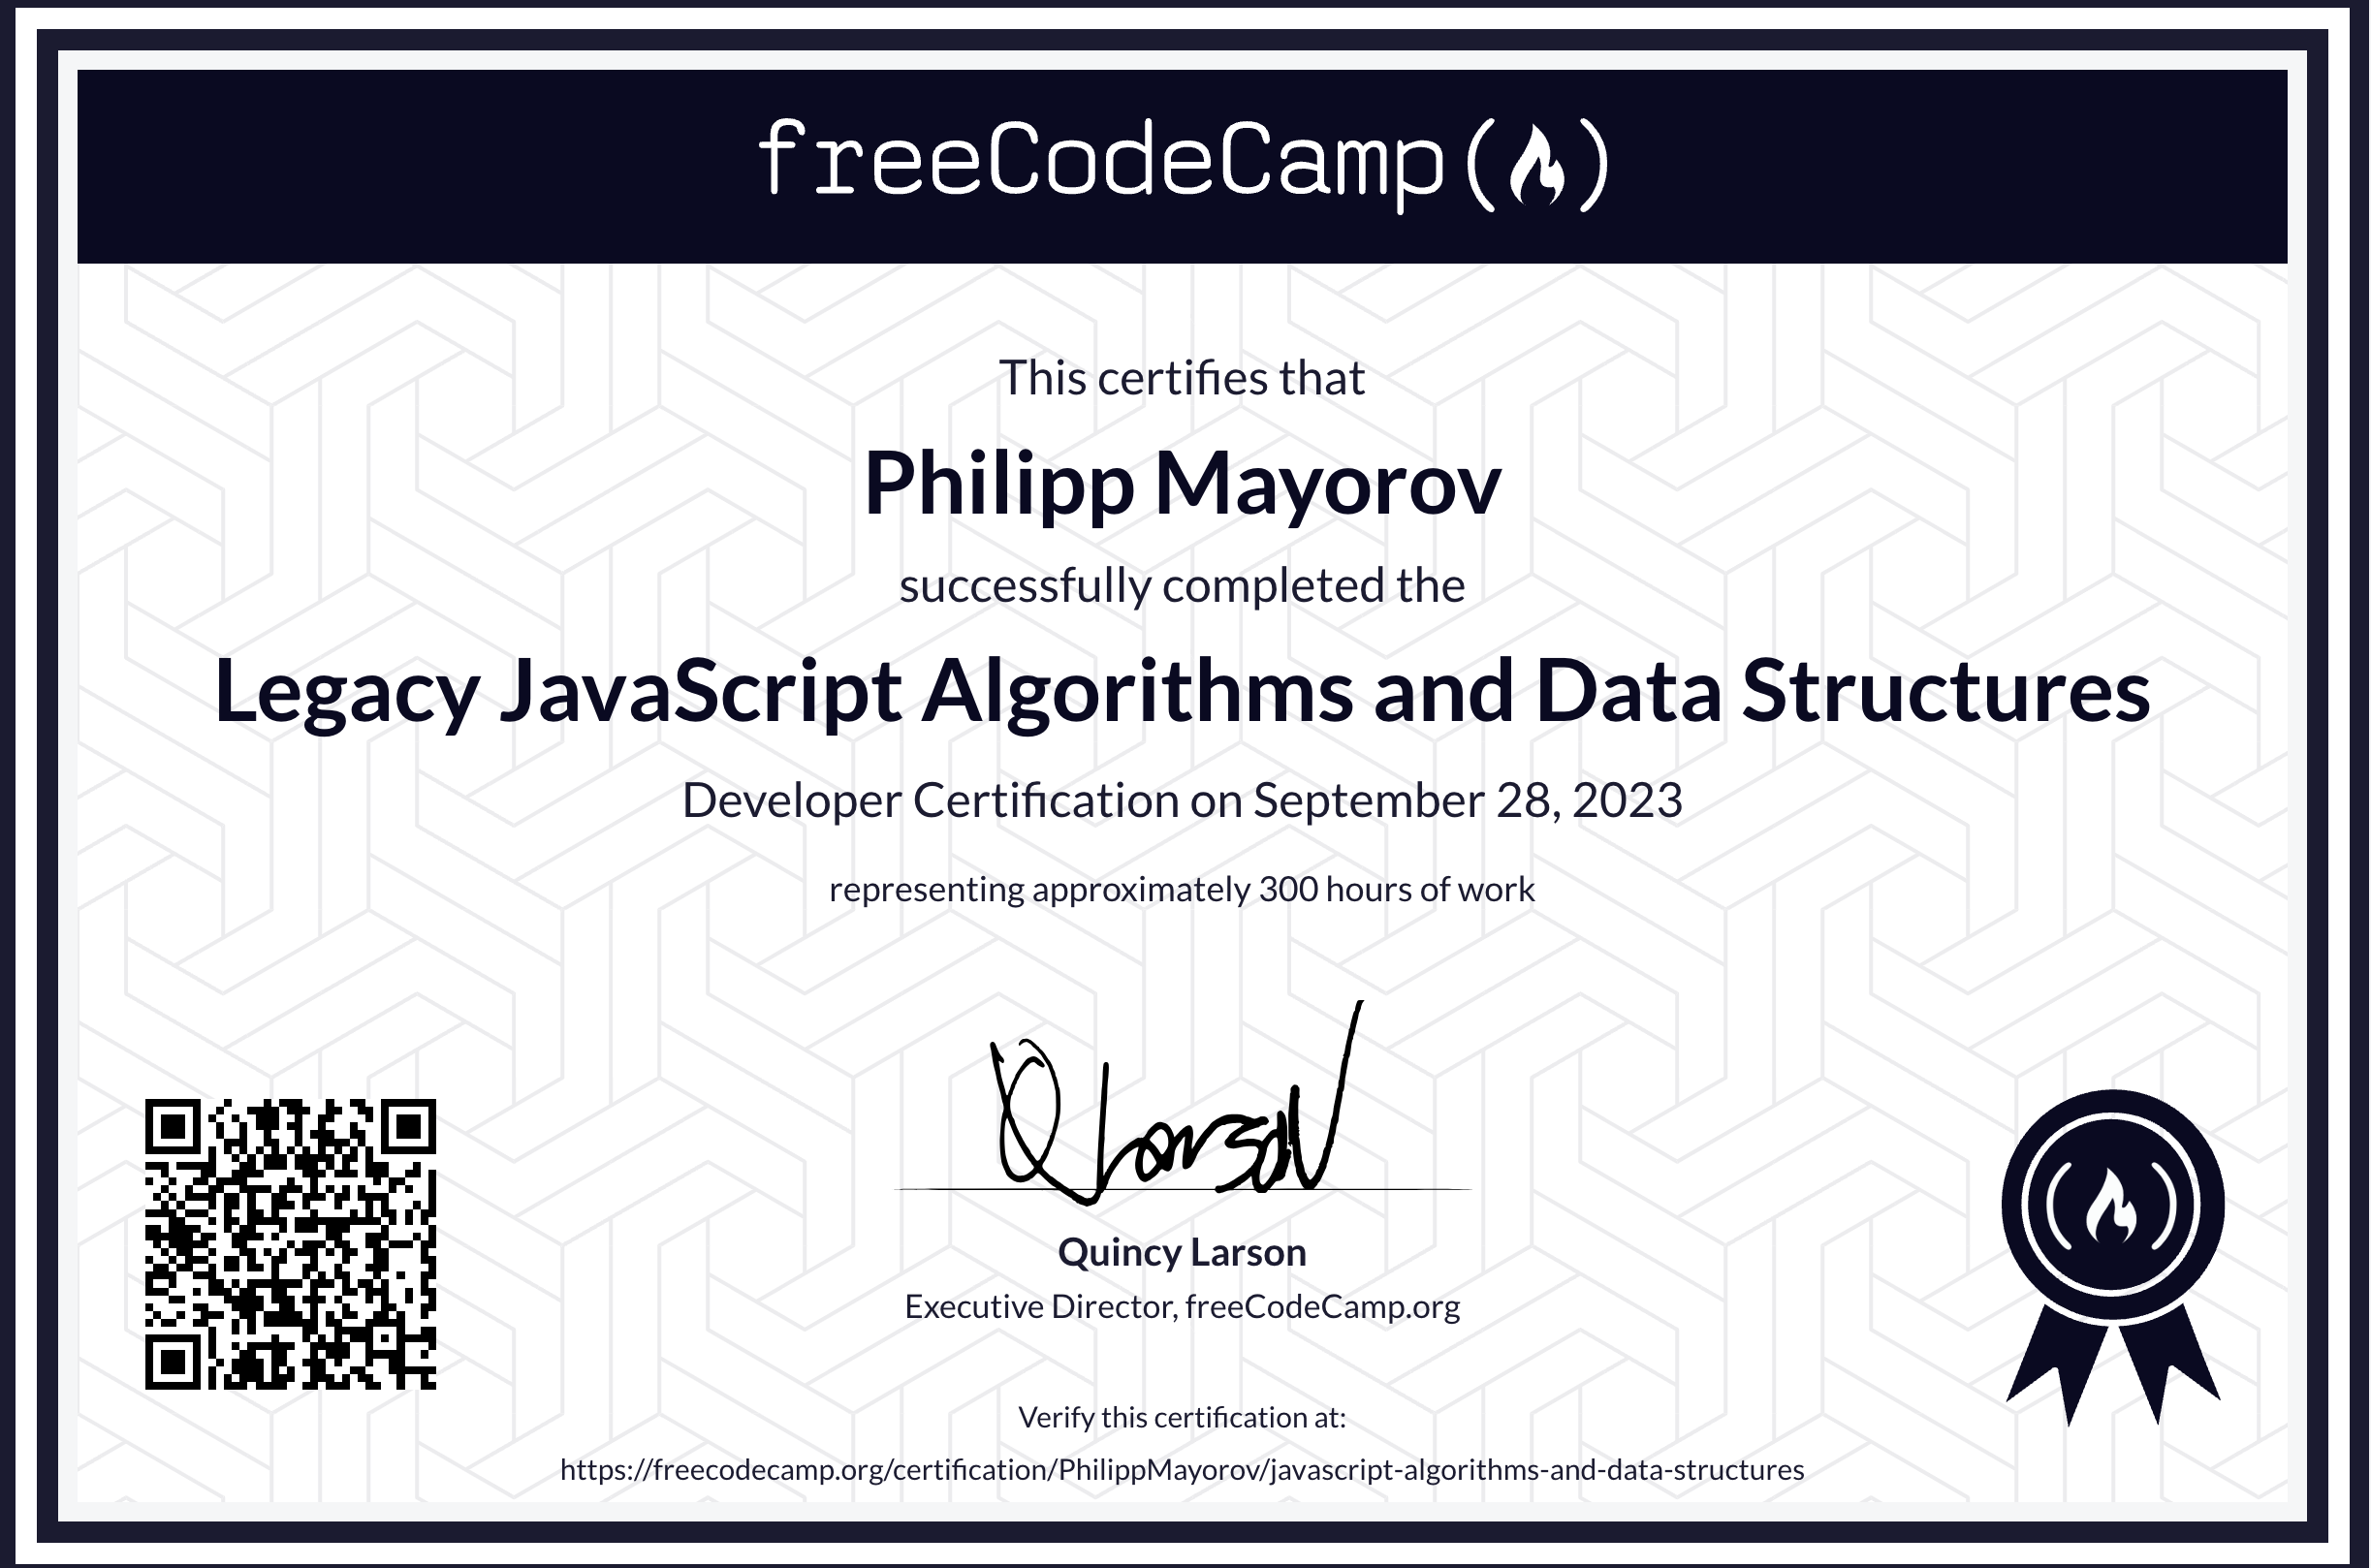 freeCodeCamp
This certifies that
Philipp Mayorov
successfully completed the
Legacy JavaScript Algorithms and Data Structures
Developer Certification on September 28, 2023
representing approximately 300 hours of work
Quincy Larson
Executive Director, freeCodeCamp.org
Verify this certification at:
https://freecodecamp.org/certification/PhilippMayorov/javascript-algorithms-and-data-structures